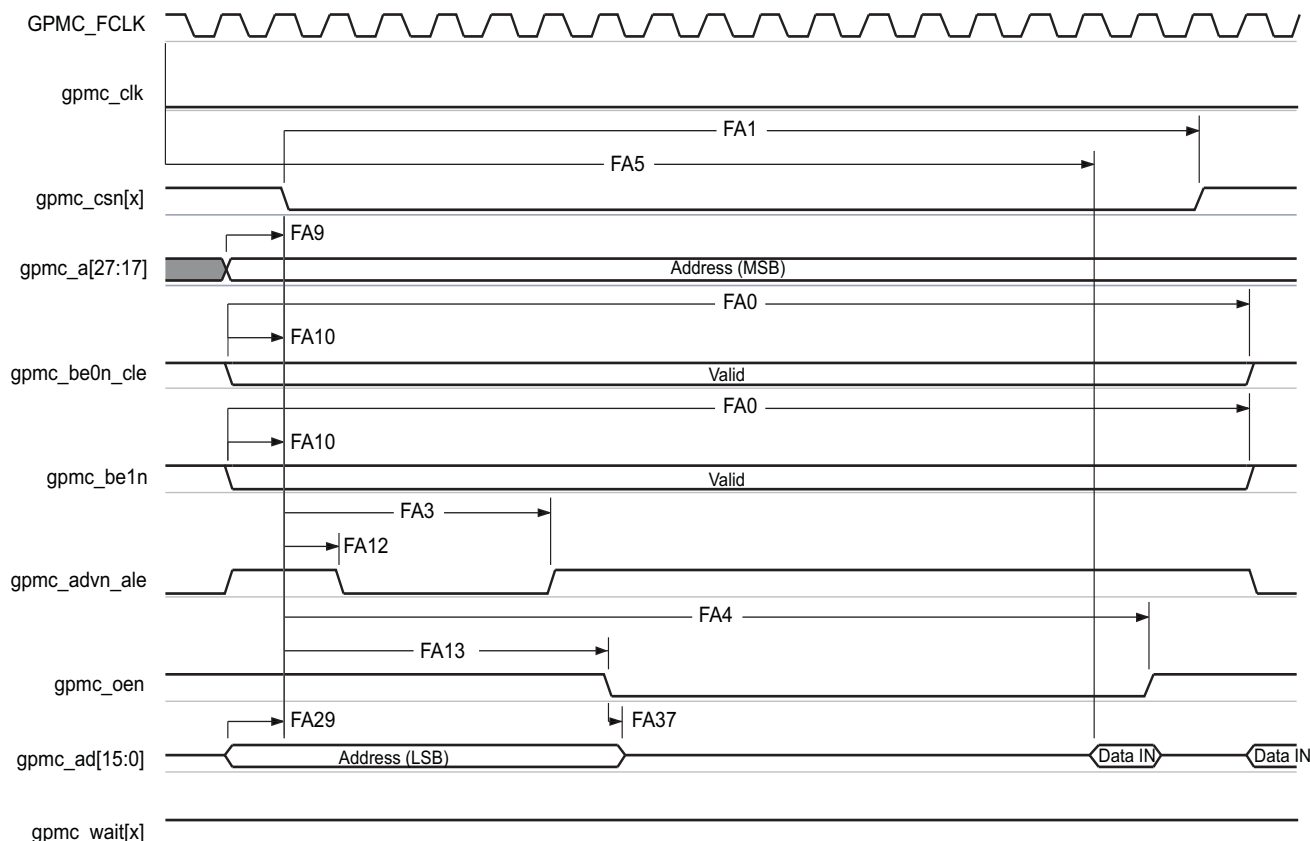 GPMC_FCLK
gpmc_clk
FA1
FA5
gpmc_csn[x]
FA9
gpmc_a[27:17]
Address (MSB)
FA0
FA10
gpmc_be0n_cle
Valid
FA0
FA10
gpmc_be1n
Valid
FA3
FA12
gpmc_advn_ale
FA4
FA13
gpmc_oen
FA29
FA37
gpmc_ad[15:0]
Address (LSB)
Data IN
Data IN
gpmc_wait[x]